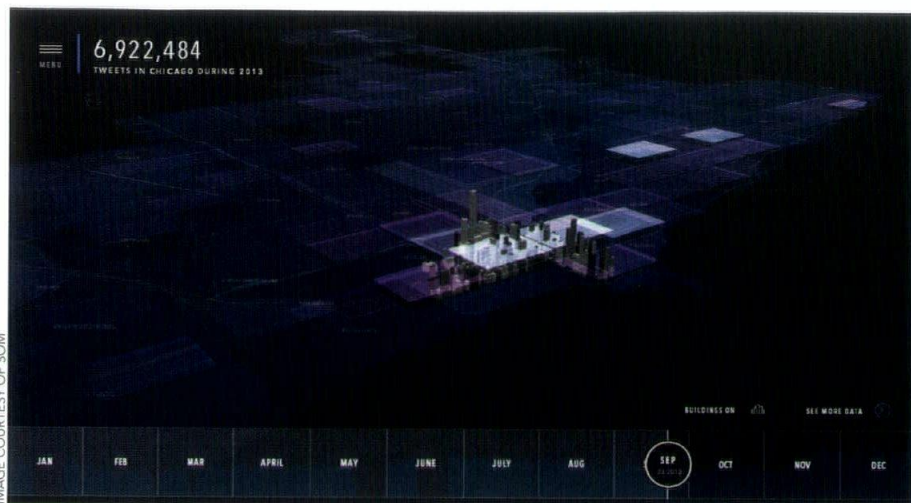 6,922,484
MENU
TWEETS IN CHICAGO DURING 2013
BUILDINGS ON
SEE MORE DATA
JAN
FEB
MAR
APRIL
MAY
JUNE
JULY
AUG
SEP
OCT
NOV
DEC
IMAGE COURTESY OF SOM